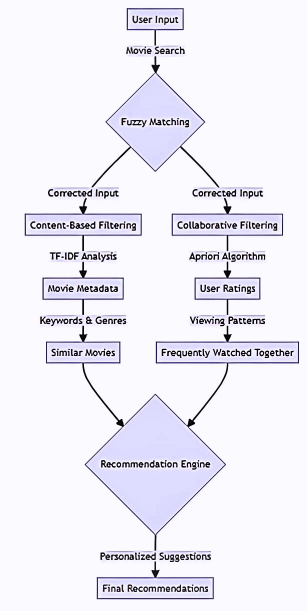 User Input
Movie Search
Fuzzy Matching
Corrected Input
Corrected Input
Content-Based Filtering
Collaborative Filtering
TF-IDF Analysis
Apriori Algorithm
Movie Metadata
User Ratings
Keywords & Genres
Viewing Patterns
Similar Movies
Frequently Watched Together
Recommendation Engine
Personalized Suggestions
Final Recommendations